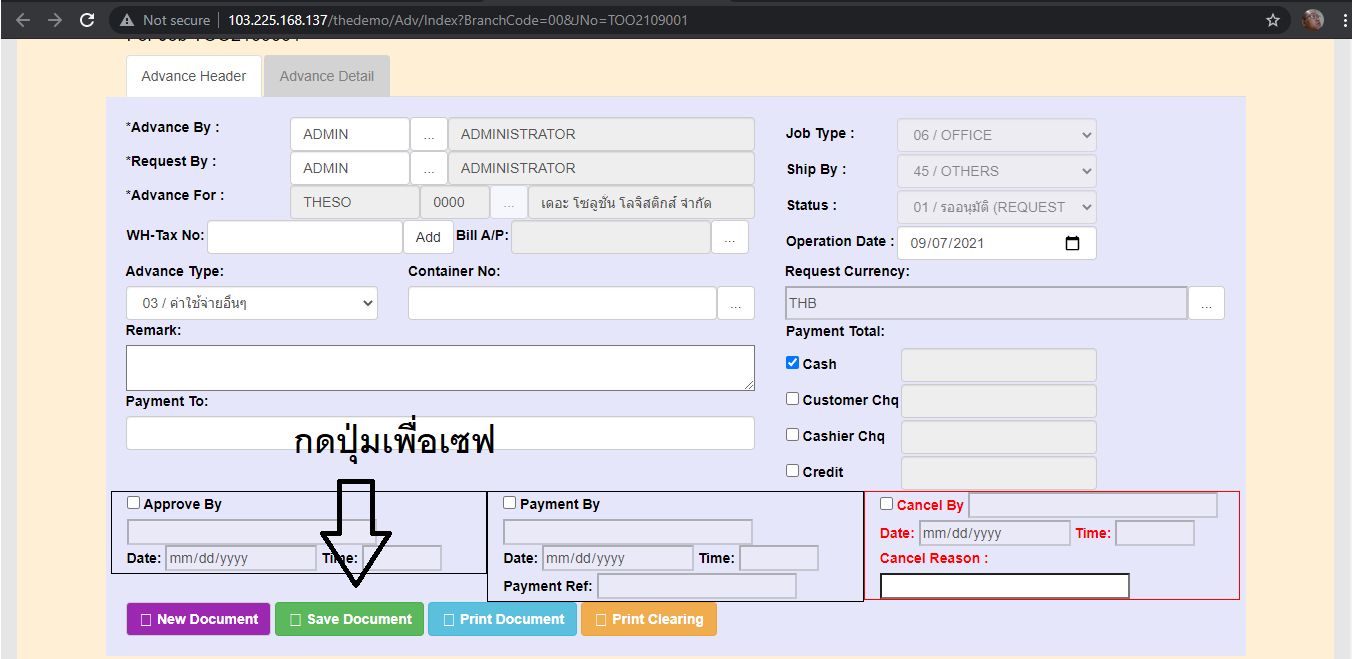 Not secure | 103.225.168.137/thedemo/Adv/Index?BranchCode=00&JNo=TOO2109001
Advance Header Advance Detail
*Advance By : ADMIN ... ADMINISTRATOR
*Request By : ADMIN ... ADMINISTRATOR
*Advance For : THESO 0000 ... เดอะ โซลูชั่น โลจิสติกส์ จำกัด
WH-Tax No: Add Bill A/P: ...
Advance Type: Container No:
03 / ค่าใช้จ่ายอื่นๆ ...
Remark:
Payment To:
กดปุ่มเพื่อเซฟ
Job Type : 06 / OFFICE
Ship By : 45 / OTHERS
Status : 01 / รออนุมัติ (REQUEST
Operation Date : 09/07/2021
Request Currency:
THB ...
Payment Total:
Cash
Customer Chq
Cashier Chq
Credit
Approve By
Date: mm/dd/yyyy Time:
Payment By
Date: mm/dd/yyyy Time:
Payment Ref:
Cancel By
Date: mm/dd/yyyy Time:
Cancel Reason :
New Document Save Document Print Document Print Clearing